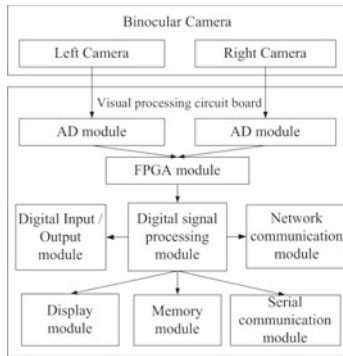 Binocular Camera
Left Camera
Right Camera
Visual processing circuit board
AD module
AD module
FPGA module
Digital Input /
Output
module
Digital signal
processing
module
Network
communication
module
Display
module
Memory
module
Serial
communication
module